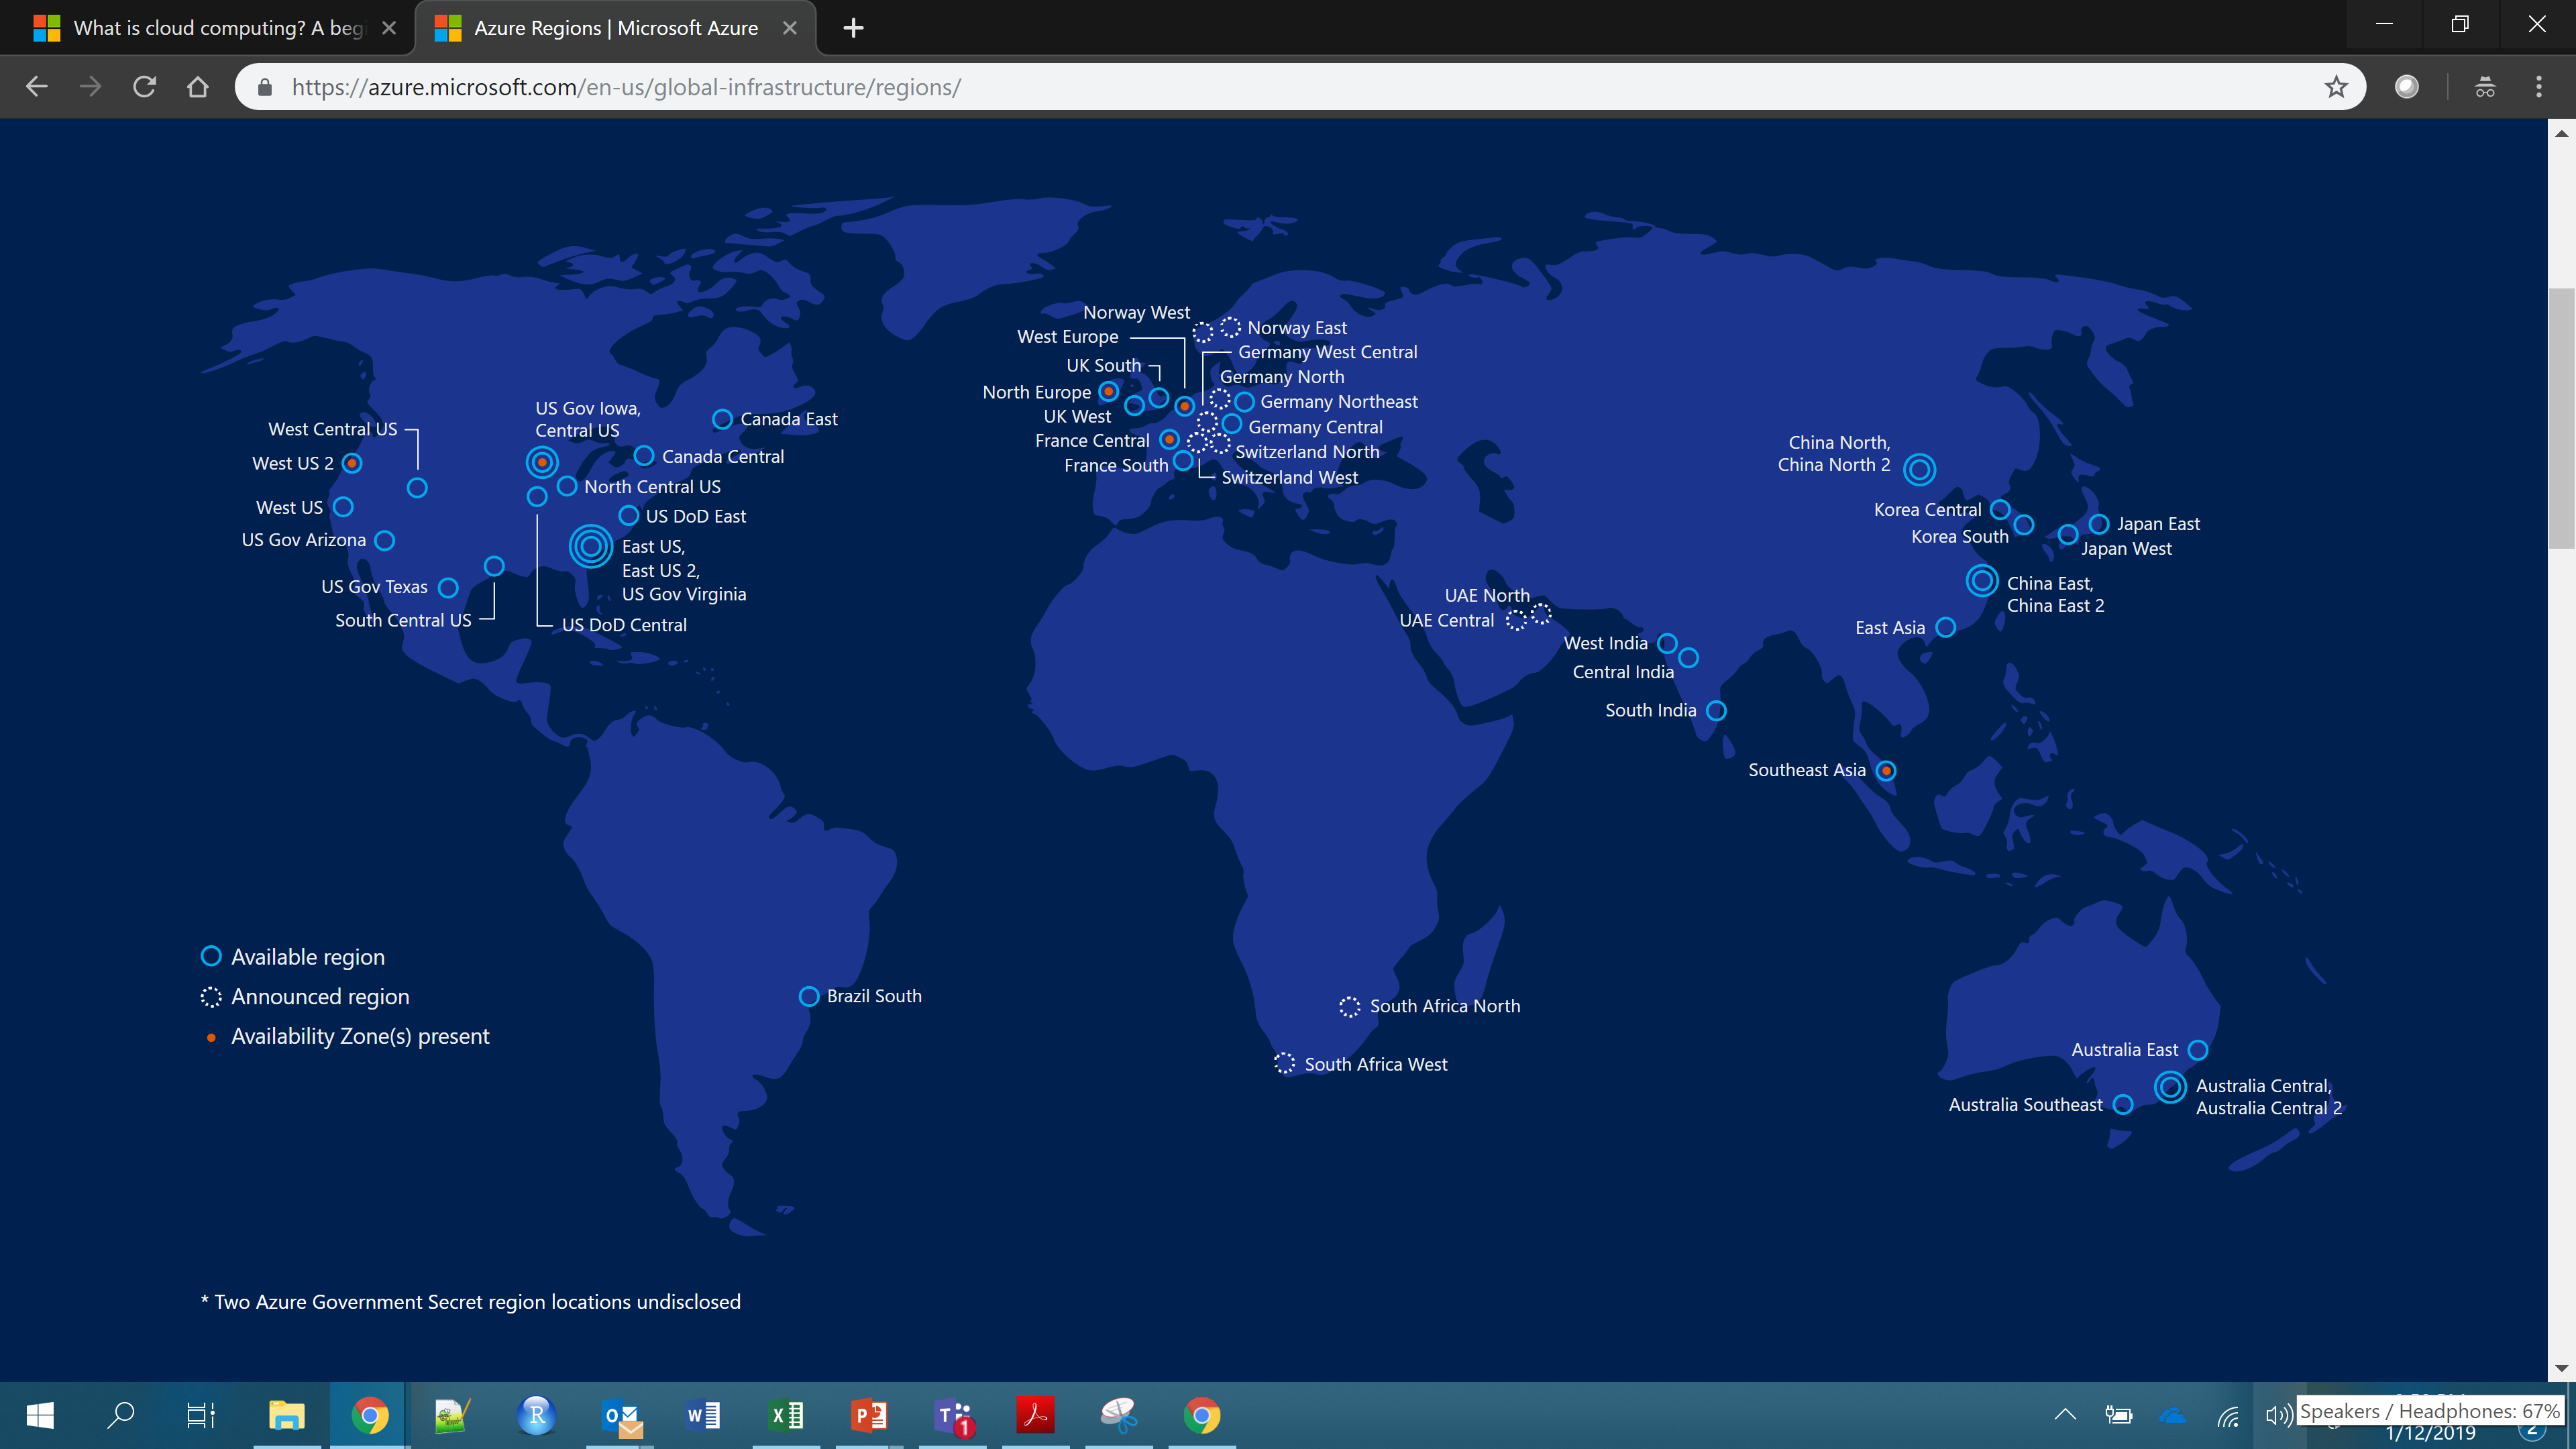 What is cloud computing? A beg
Azure Regions | Microsoft Azure
https://azure.microsoft.com/en-us/global-infrastructure/regions/
Norway West
Norway East
West Europe
Germany West Central
UK South
Germany North
North Europe
Germany Northeast
UK West
Germany Central
France Central
Switzerland North
France South
Switzerland West
US Gov Iowa,
Central US
Canada East
West Central US
West US 2
Canada Central
North Central US
West US
US DoD East
US Gov Arizona
East US,
East US 2,
US Gov Virginia
US Gov Texas
South Central US
US DoD Central
China North,
China North 2
Korea Central
Korea South
Japan East
Japan West
China East,
China East 2
UAE North
UAE Central
East Asia
West India
Central India
South India
Southeast Asia
Available region
Announced region
Availability Zone(s) present
Brazil South
South Africa North
South Africa West
Australia East
Australia Central,
Australia Central 2
Australia Southeast
* Two Azure Government Secret region locations undisclosed
Speakers / Headphones: 67%
1/12/2019
2